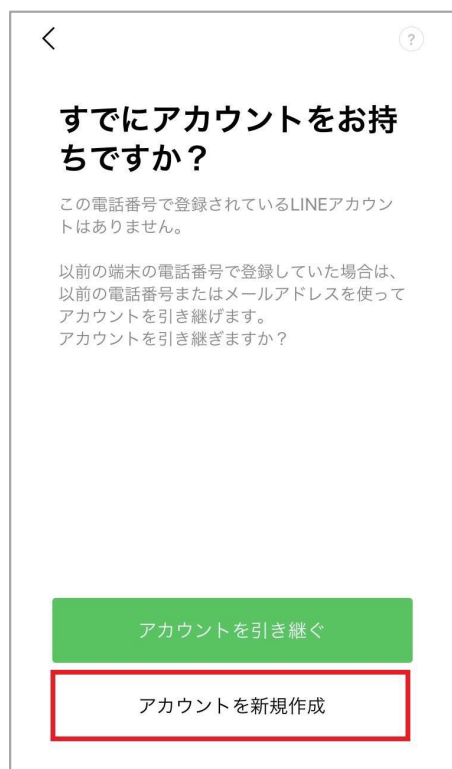 ?
すでにアカウントをお持
ちですか？
この電話番号で登録されているLINEアカウン
トはありません。
以前の端末の電話番号で登録していた場合は、
以前の電話番号またはメールアドレスを使って
アカウントを引き継げます。
アカウントを引き継ぎますか？
アカウントを引き継ぐ
アカウントを新規作成